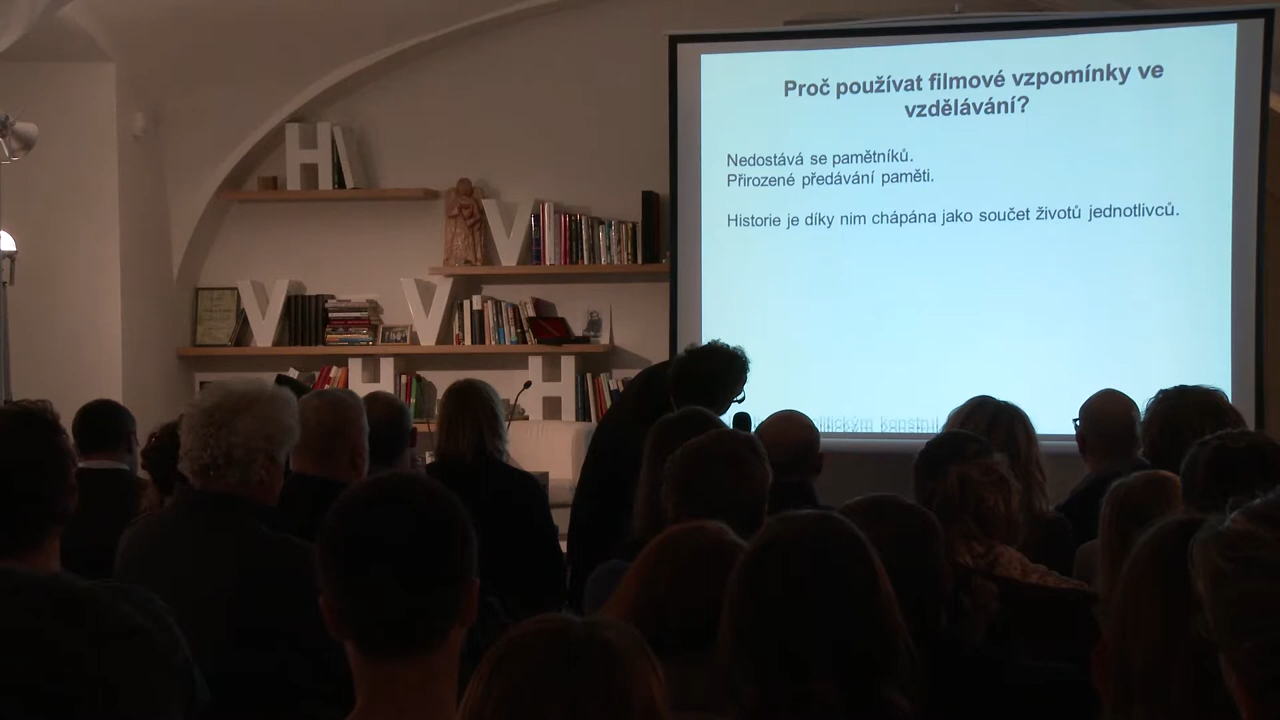 Proč používat filmové vzpomínky ve
vzdělávání?
Nedostává se pamětníků.
Přirozené předávání paměti.
Historie je díky nim chápána jako součet životů jednotlivců.
H
V
V
V
H
H